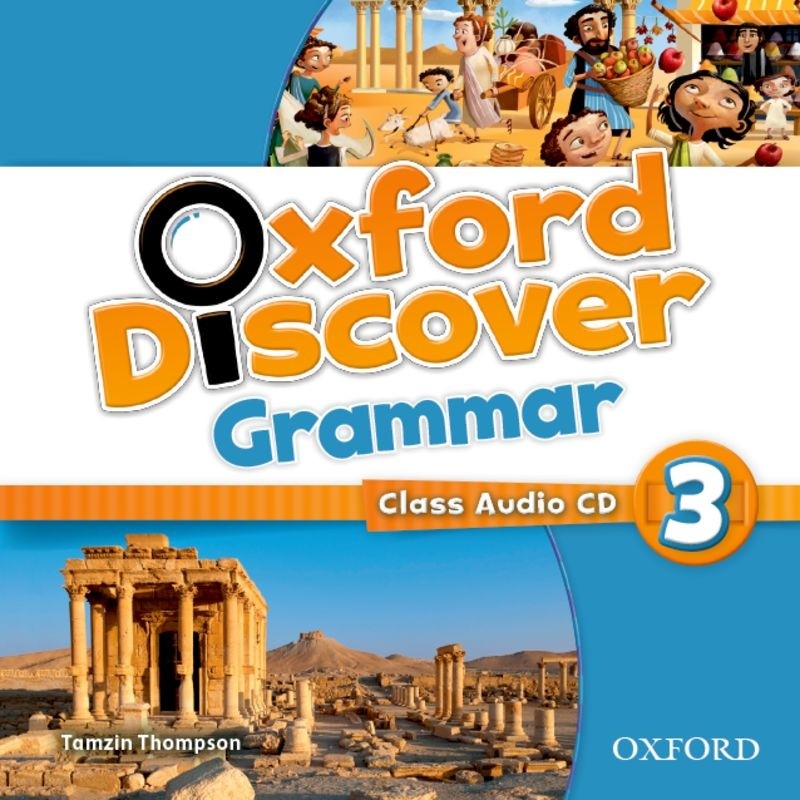 Oxford
Discover
Grammar
Class Audio CD 3
Tamzin Thompson
OXFORD